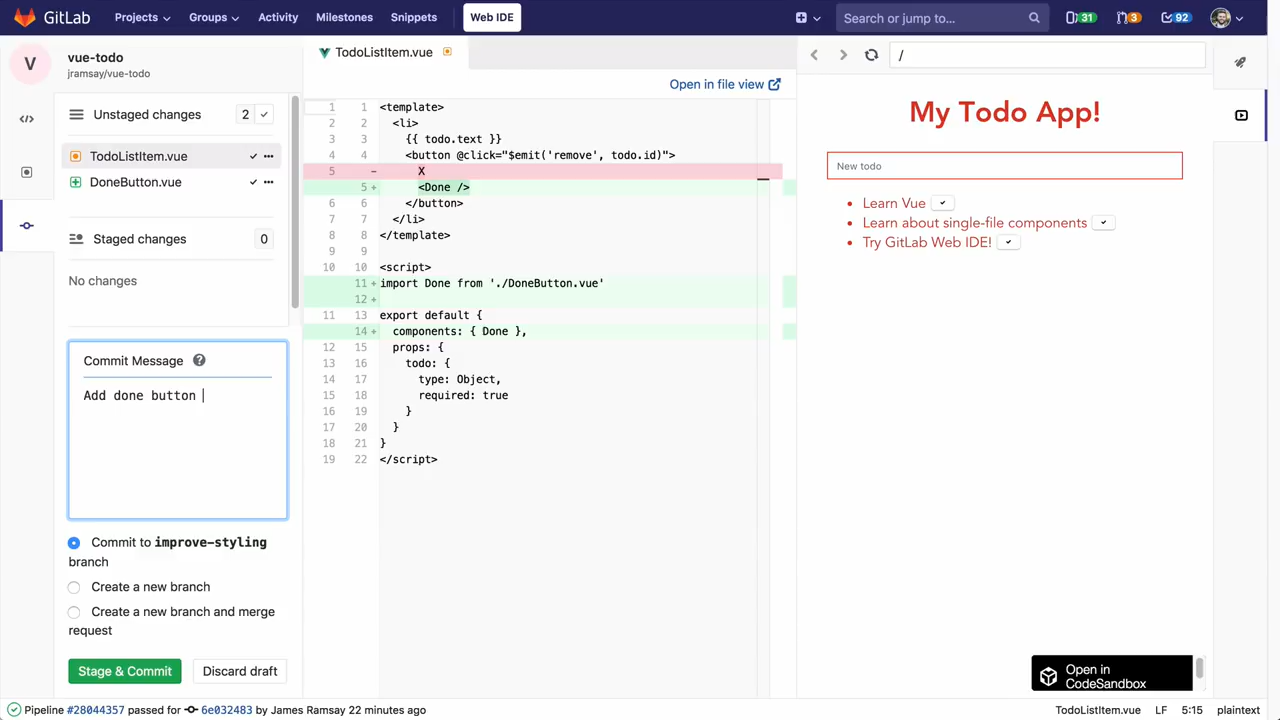 GitLab Projects Groups Activity Milestones Snippets Web IDE Search or jump to... 31 3 92
V vue-todo
jramsay/vue-todo
Unstaged changes 2
TodoListItem.vue
DoneButton.vue
Staged changes 0
No changes
Commit Message ?
Add done button
Commit to improve-styling
branch
Create a new branch
Create a new branch and merge
request
Stage & Commit Discard draft
TodoListItem.vue
Open in file view
1 1 <template>
2 2 <li>
3 3 {{ todo.text }}
4 4 <button @click="$emit('remove', todo.id)">
5 - X
5 + <Done />
6 6 </button>
7 7 </li>
8 8 </template>
9 9
10 10 <script>
11 + import Done from './DoneButton.vue'
12 +
11 13 export default {
14 + components: { Done },
12 15 props: {
13 16 todo: {
14 17 type: Object,
15 18 required: true
16 19 }
17 20 }
18 21 }
19 22 </script>
/
My Todo App!
New todo
• Learn Vue
• Learn about single-file components
• Try GitLab Web IDE!
Open in
CodeSandbox
Pipeline #28044357 passed for 6e032483 by James Ramsay 22 minutes ago TodoListItem.vue LF 5:15 plaintext